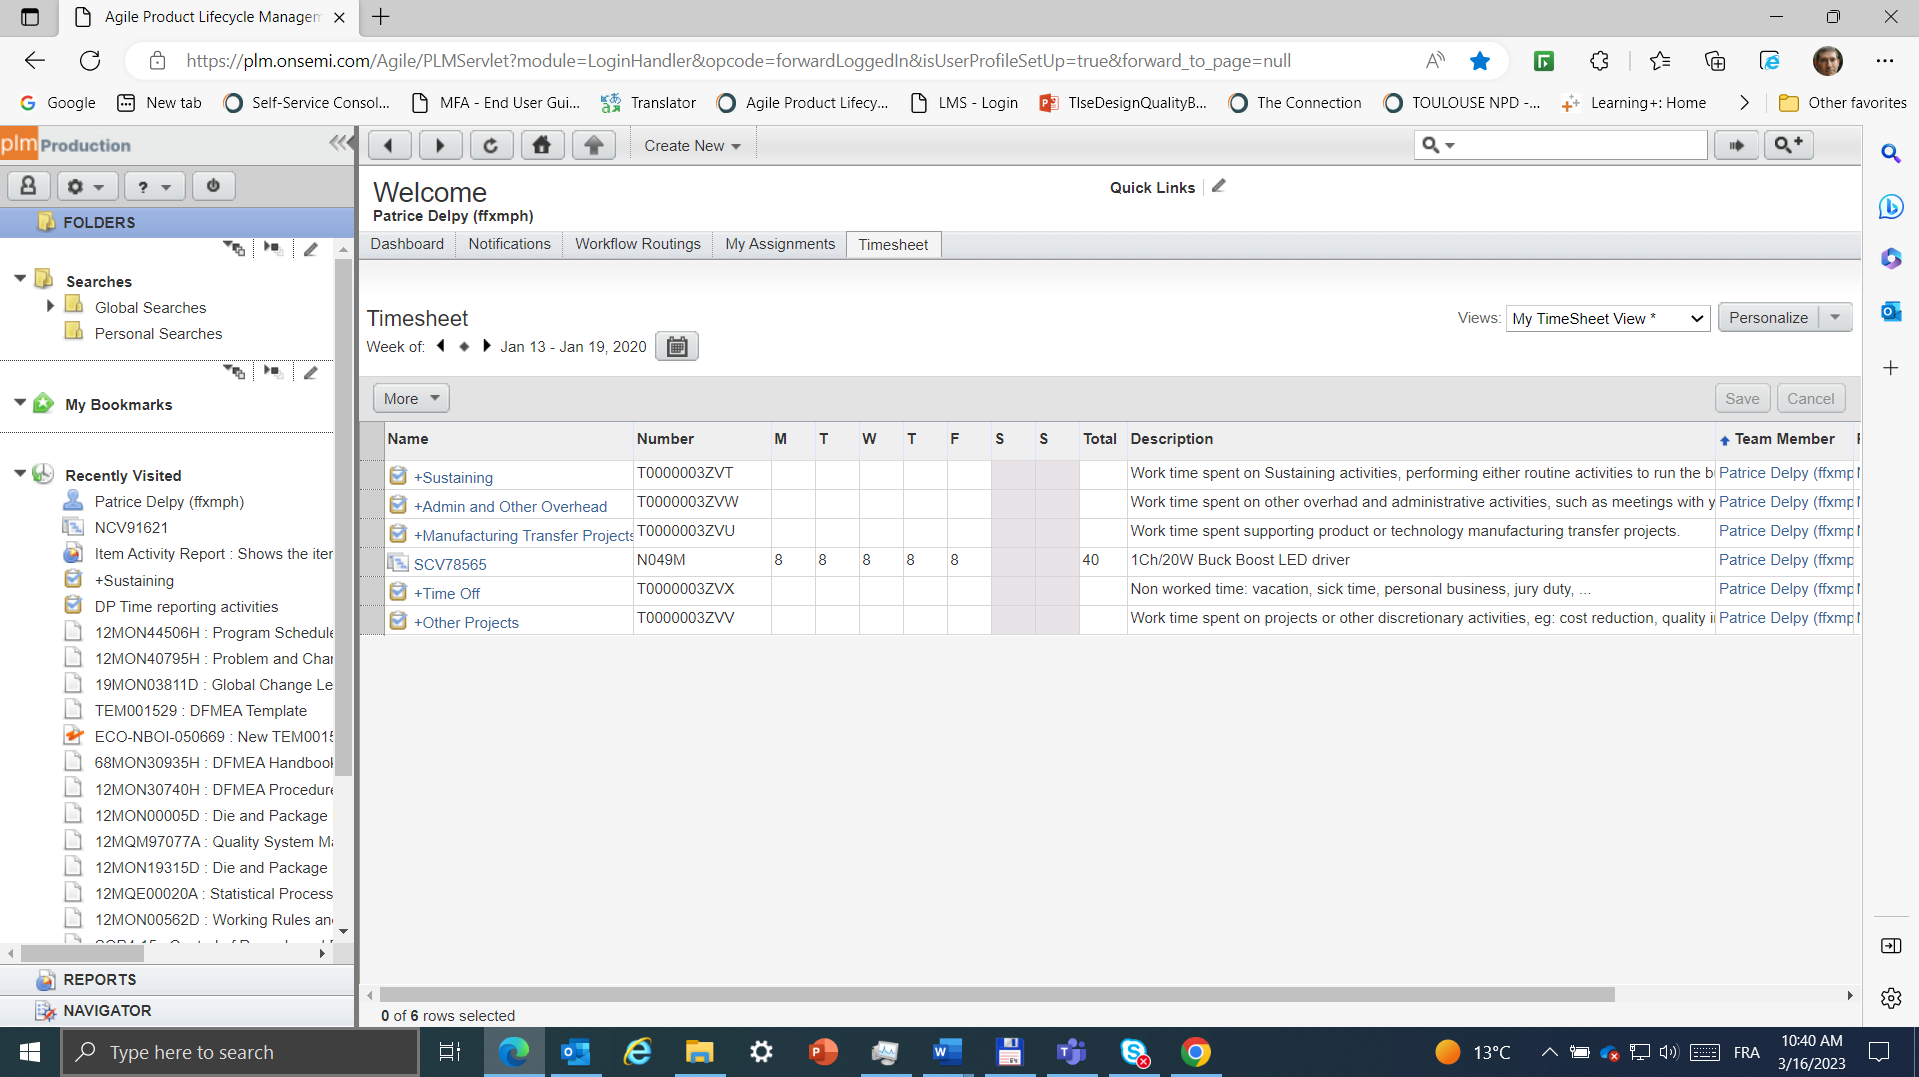 Agile Product Lifecycle Managem
https://plm.onsemi.com/Agile/PLMServlet?module=LoginHandler&opcode=forwardLoggedIn&isUserProfileSetUp=true&forward_to_page=null
Google New tab Self-Service Consol... MFA - End User Gui... Translator Agile Product Lifecy... LMS - Login TlseDesignQualityB... The Connection TOULOUSE NPD -... Learning+: Home Other favorites
plm Production
Create New
Welcome
Quick Links
Patrice Delpy (ffxmph)
Dashboard Notifications Workflow Routings My Assignments Timesheet
FOLDERS
Searches
Global Searches
Personal Searches
My Bookmarks
Recently Visited
Patrice Delpy (ffxmph)
NCV91621
Item Activity Report : Shows the iter
+Sustaining
DP Time reporting activities
12MON44506H : Program Schedule
12MON40795H : Problem and Char
19MON03811D : Global Change Le
TEM001529 : DFMEA Template
ECO-NBOI-050669 : New TEM0015
68MON30935H : DFMEA Handbook
12MON30740H : DFMEA Procedure
12MON00005D : Die and Package
12MQM97077A : Quality System Ma
12MON19315D : Die and Package
12MQE00020A : Statistical Process
12MON00562D : Working Rules and
REPORTS
NAVIGATOR
Timesheet
Views: My TimeSheet View * Personalize
Week of: Jan 13 - Jan 19, 2020
More Save Cancel
Name Number M T W T F S S Total Description Team Member
+Sustaining T0000003ZVT Work time spent on Sustaining activities, performing either routine activities to run the bu Patrice Delpy (ffxmp
+Admin and Other Overhead T0000003ZVW Work time spent on other overhad and administrative activities, such as meetings with y Patrice Delpy (ffxmp
+Manufacturing Transfer Projects T0000003ZVU Work time spent supporting product or technology manufacturing transfer projects. Patrice Delpy (ffxmp
SCV78565 N049M 8 8 8 8 8 40 1Ch/20W Buck Boost LED driver Patrice Delpy (ffxmp
+Time Off T0000003ZVX Non worked time: vacation, sick time, personal business, jury duty, ... Patrice Delpy (ffxmp
+Other Projects T0000003ZVV Work time spent on projects or other discretionary activities, eg: cost reduction, quality i Patrice Delpy (ffxmp
0 of 6 rows selected
Type here to search
13°C FRA 10:40 AM
3/16/2023